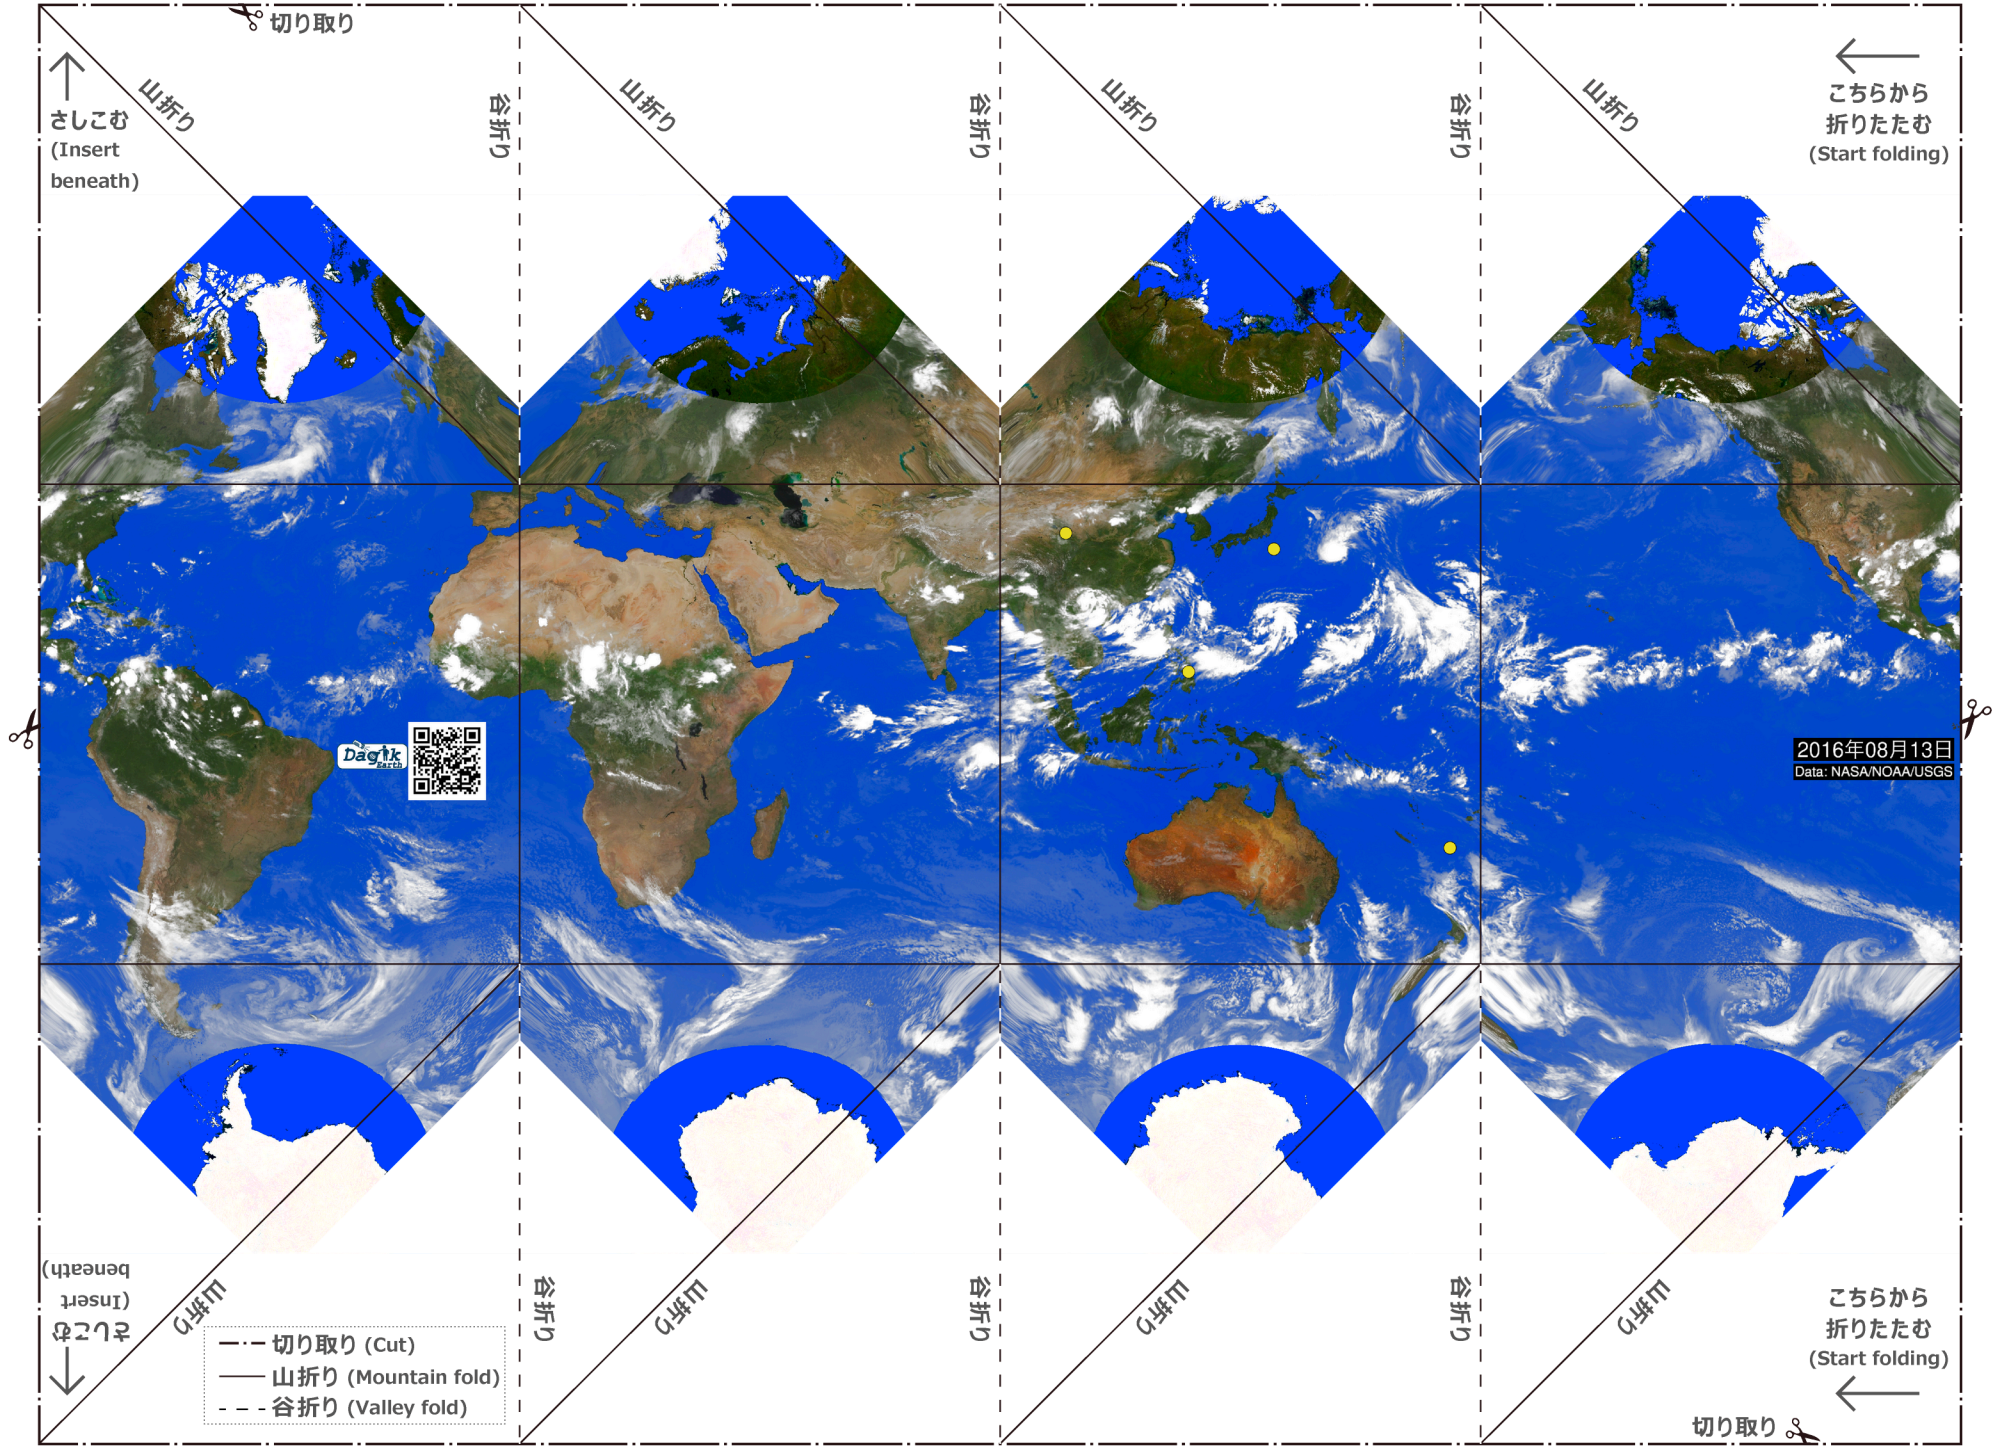 切り取り
さしこむ
(Insert
beneath)
山折り
谷折り
山折り
谷折り
山折り
谷折り
山折り
こちらから
折りたたむ
(Start folding)
Dagik
Earth
2016年08月13日
Data: NASA/NOAA/USGS
さしこむ
(Insert
beneath)
山折り
谷折り
山折り
谷折り
山折り
谷折り
山折り
こちらから
折りたたむ
(Start folding)
切り取り (Cut)
山折り (Mountain fold)
谷折り (Valley fold)
切り取り